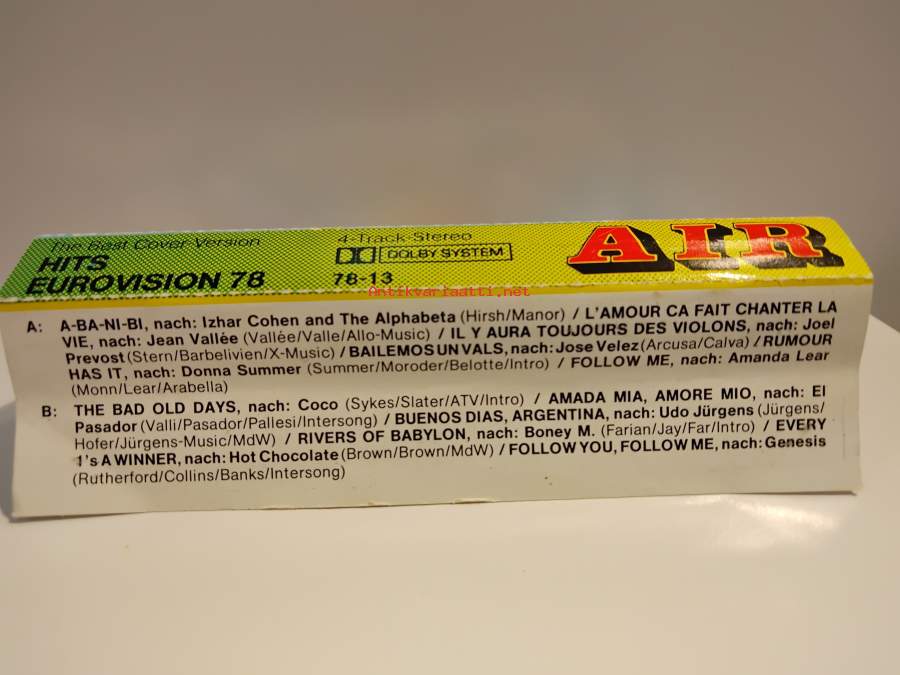 The Best Cover Version
HITS
EUROVISION 78
4-Track-Stereo
DOLBY SYSTEM
78-13
AIR
Antikvariaatti.net
A: A-BA-NI-BI, nach: Izhar Cohen and The Alphabeta (Hirsh/Manor) / L'AMOUR CA FAIT CHANTER LA
VIE, nach: Jean Vallée (Vallée/Valle/Allo-Music) / IL Y AURA TOUJOURS DES VIOLONS, nach: Joel
Prevost (Stern/Barbelivien/X-Music) / BAILEMOS UN VALS, nach: Jose Velez (Arcusa/Calva) / RUMOUR
HAS IT, nach: Donna Summer (Summer/Moroder/Belotte/Intro) / FOLLOW ME, nach: Amanda Lear
(Monn/Lear/Arabella)
B: THE BAD OLD DAYS, nach: Coco (Sykes/Slater/ATV/Intro) / AMADA MIA, AMORE MIO, nach: El
Pasador (Valli/Pasador/Pallesi/Intersong) / BUENOS DIAS, ARGENTINA, nach: Udo Jürgens (Jürgens/
Hofer/Jürgens-Music/MdW) / RIVERS OF BABYLON, nach: Boney M. (Farian/Jay/Far/Intro) / EVERY
1's A WINNER, nach: Hot Chocolate (Brown/Brown/MdW) / FOLLOW YOU, FOLLOW ME, nach: Genesis
(Rutherford/Collins/Banks/Intersong)